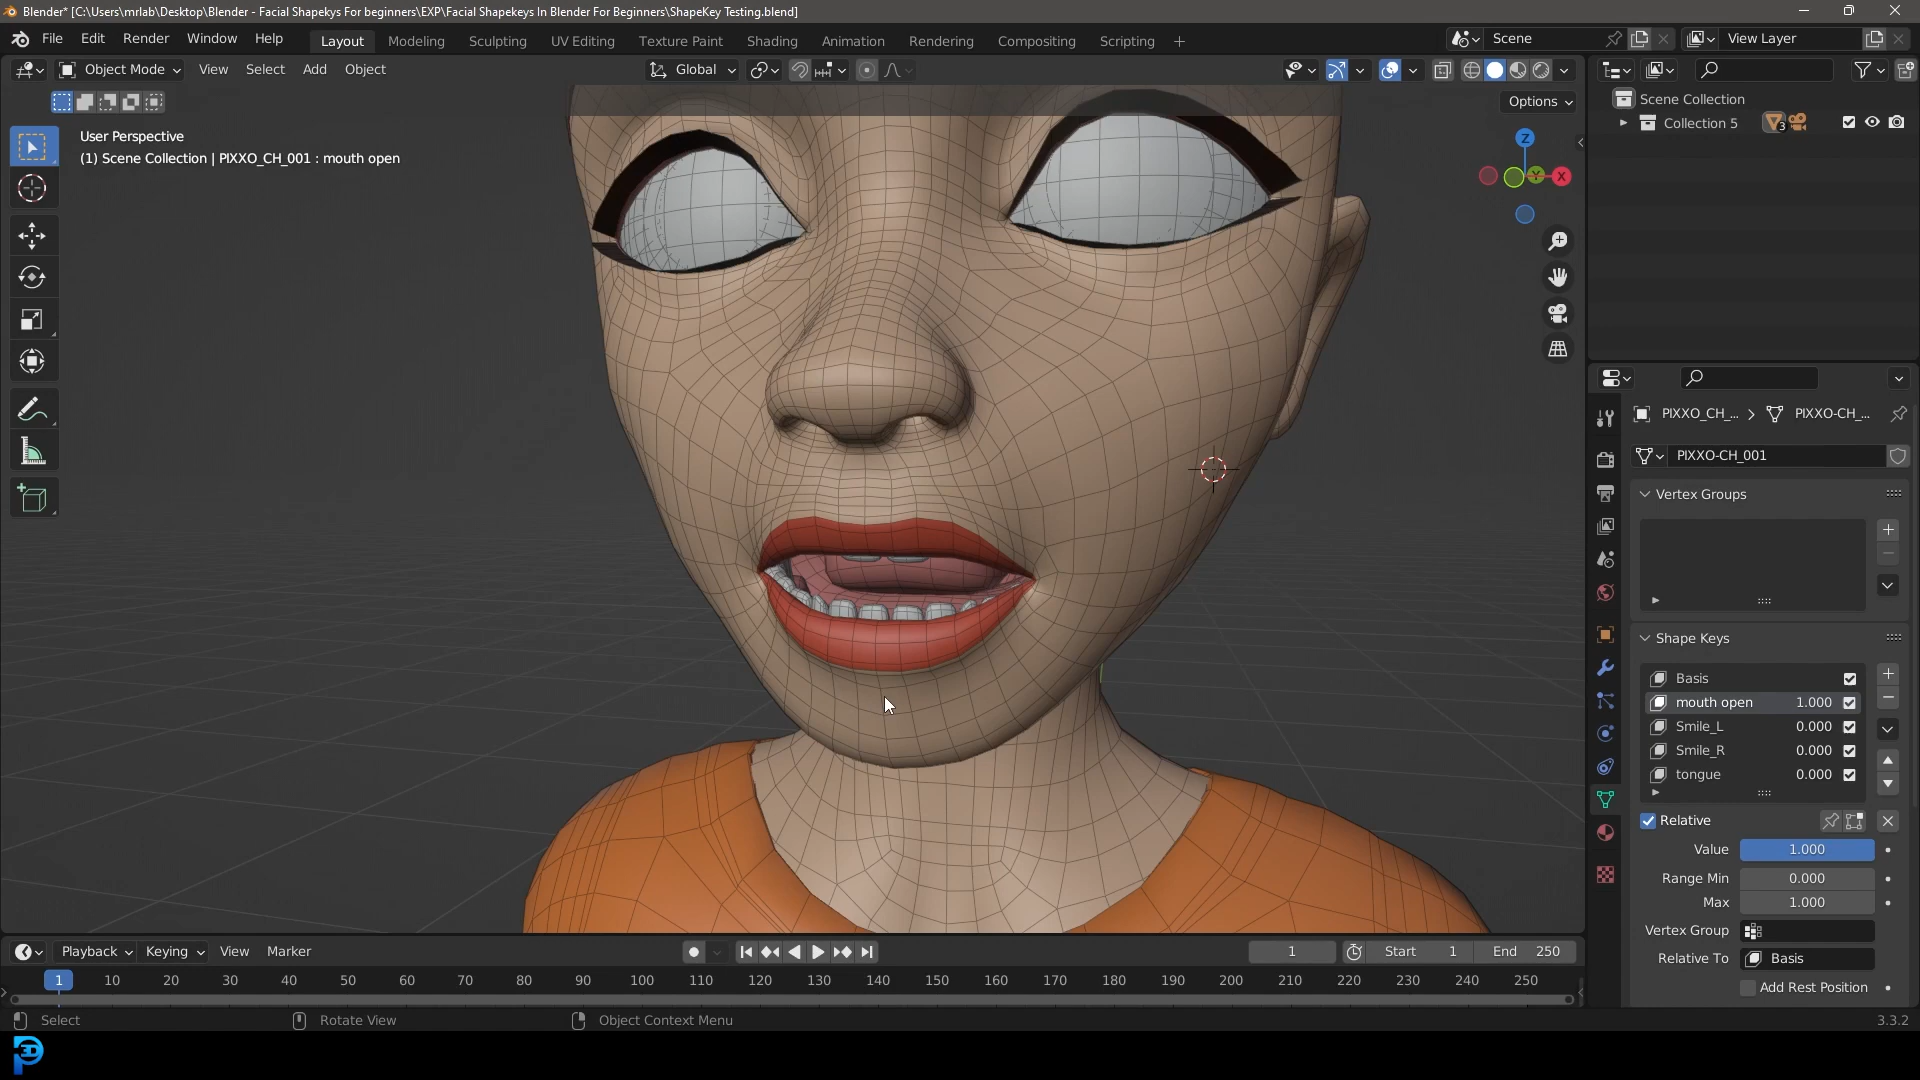 Blender* [C:\Users\mrlab\Desktop\Blender - Facial Shapekys For beginners\EXP\Facial Shapekeys In Blender For Beginners\ShapeKey Testing.blend]
File Edit Render Window Help
Layout Modeling Sculpting UV Editing Texture Paint Shading Animation Rendering Compositing Scripting +
Scene
View Layer
Object Mode View Select Add Object
Global
Options
User Perspective
(1) Scene Collection | PIXXO_CH_001 : mouth open
Z
Y
X
Scene Collection
Collection 5
3
PIXXO_CH_... > PIXXO-CH_...
PIXXO-CH_001
Vertex Groups
Shape Keys
Basis
mouth open 1.000
Smile_L 0.000
Smile_R 0.000
tongue 0.000
Relative
Value 1.000
Range Min 0.000
Max 1.000
Vertex Group
Relative To Basis
Add Rest Position
Playback Keying View Marker
1
Start 1
End 250
1 10 20 30 40 50 60 70 80 90 100 110 120 130 140 150 160 170 180 190 200 210 220 230 240 250
Select
Rotate View
Object Context Menu
3.3.2
3D